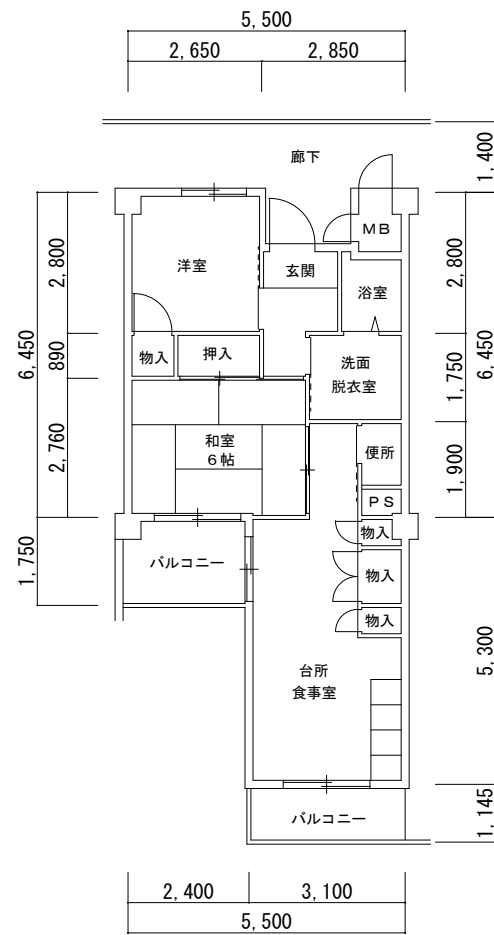 5,500
2,650
2,850
廊下
1,400
MB
2,800
2,800
洋室
玄関
浴室
6,450
6,450
890
物入
押入
洗面
脱衣室
1,750
2,760
和室
6帖
便所
1,900
PS
物入
バルコニー
1,750
物入
物入
5,300
台所
食事室
バルコニー
1,145
2,400
3,100
5,500